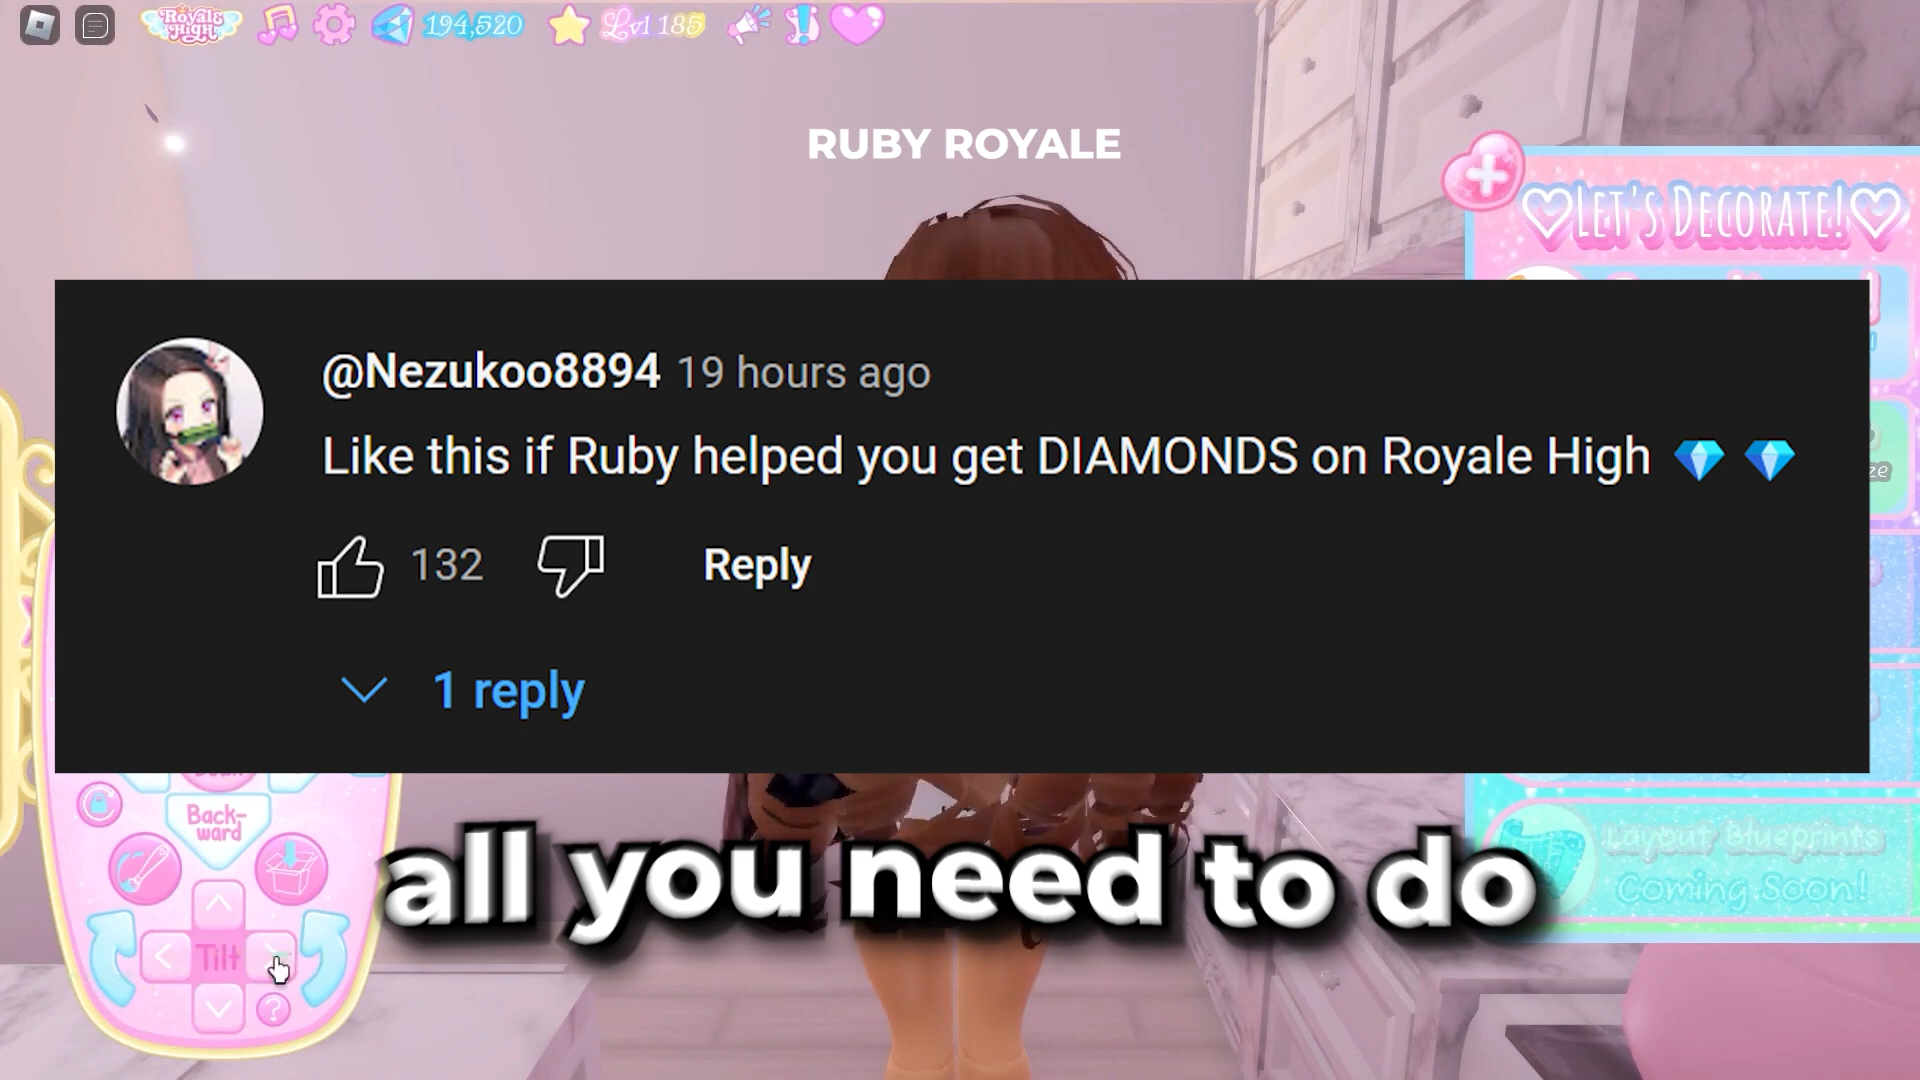 Royale High
194,520
Lvl 185
RUBY ROYALE
LET'S DECORATE!
@Nezukoo8894 19 hours ago
Like this if Ruby helped you get DIAMONDS on Royale High 💎 💎
ze
132
Reply
1 reply
Back-
ward
all you need to do
Layout Blueprints
Coming Soon!
Tilt
?